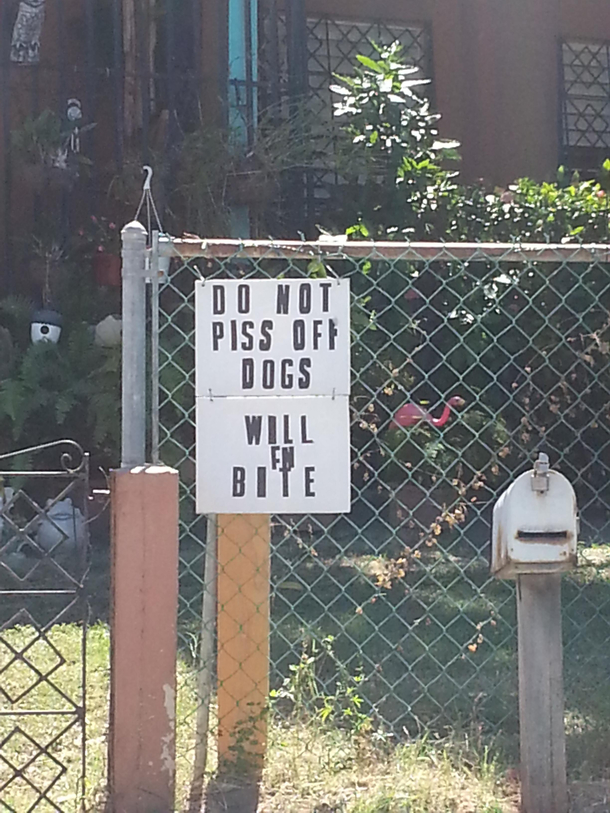 DO NOT
PISS OFF
DOGS
WILL
FN
BITE